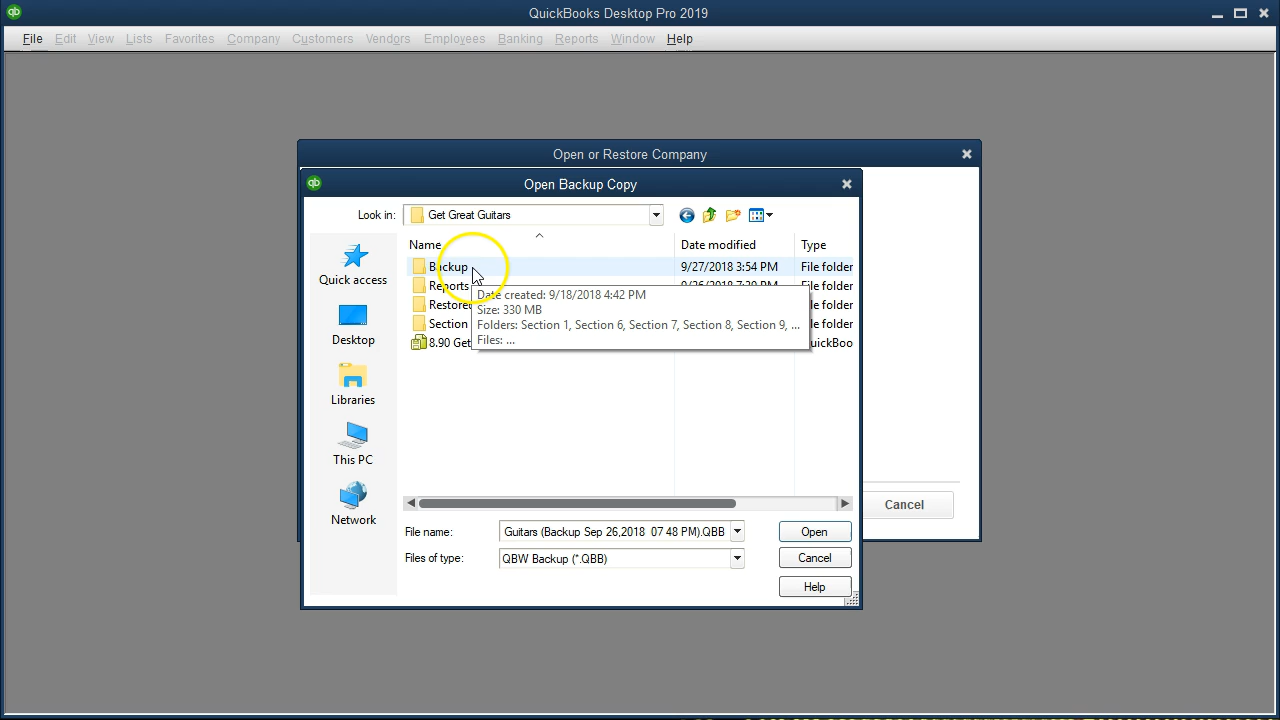 QuickBooks Desktop Pro 2019
File Edit View Lists Favorites Company Customers Vendors Employees Banking Reports Window Help
Open or Restore Company
Open Backup Copy
Look in: Get Great Guitars
Name Date modified Type
Backup 9/27/2018 3:54 PM File folder
Reports File folder
Restore
Section
8.90 Get
Date created: 9/18/2018 4:42 PM
Size: 330 MB
Folders: Section 1, Section 6, Section 7, Section 8, Section 9, ...
Files: ...
Quick access
Desktop
Libraries
This PC
Network
File name: Guitars (Backup Sep 26,2018 07 48 PM).QBB Open
Files of type: QBW Backup (*.QBB) Cancel
Help
Cancel